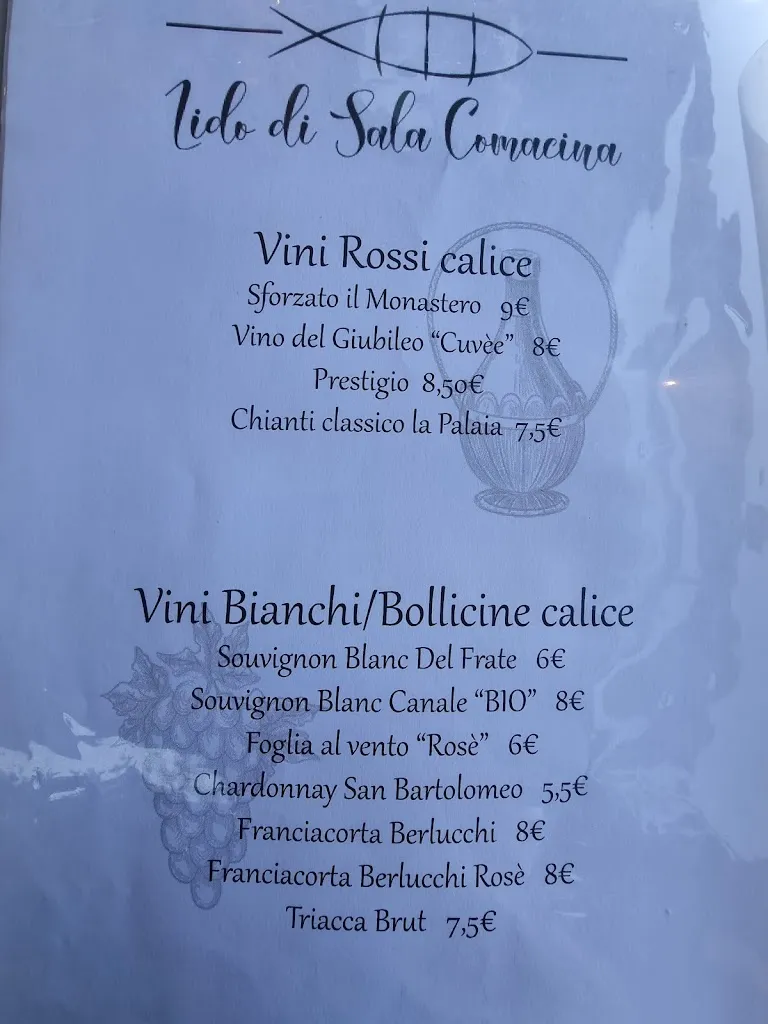 Lido di Sala Comacina
Vini Rossi calice
Sforzato il Monastero 9€
Vino del Giubileo “Cuvèe” 8€
Prestigio 8,50€
Chianti classico la Palaia 7,5€
Vini Bianchi/Bollicine calice
Souvignon Blanc Del Frate 6€
Souvignon Blanc Canale “BIO” 8€
Foglia al vento “Rosè” 6€
Chardonnay San Bartolomeo 5,5€
Franciacorta Berlucchi 8€
Franciacorta Berlucchi Rosè 8€
Triacca Brut 7,5€